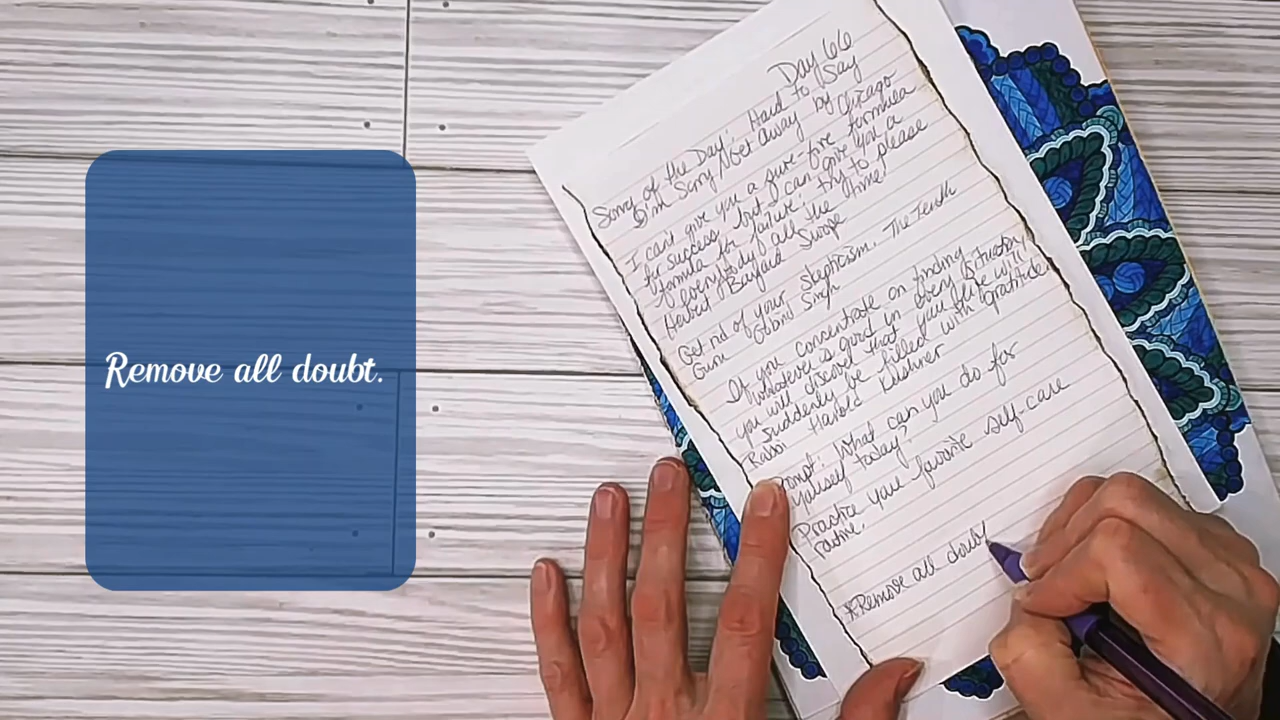 Remove all doubt.
Day 66
Song of the Day: Hard to Say
I'm Sorry/Get Away by Chicago
I can't give you a sure-fire formula
for success, but I can give you a
formula for failure: try to please
everybody all the time
Herbert Bayard Swope
Get rid of your skepticism. The Tenth
Guru Gobind Singh
If you concentrate on finding
whatever is good in every situation,
you will discover that your life will
suddenly be filled with gratitude
Rabbi Harold Kushner
Prompt: What can you do for
yourself today?
Practice your favorite self-care
routine.
*Remove all doubt